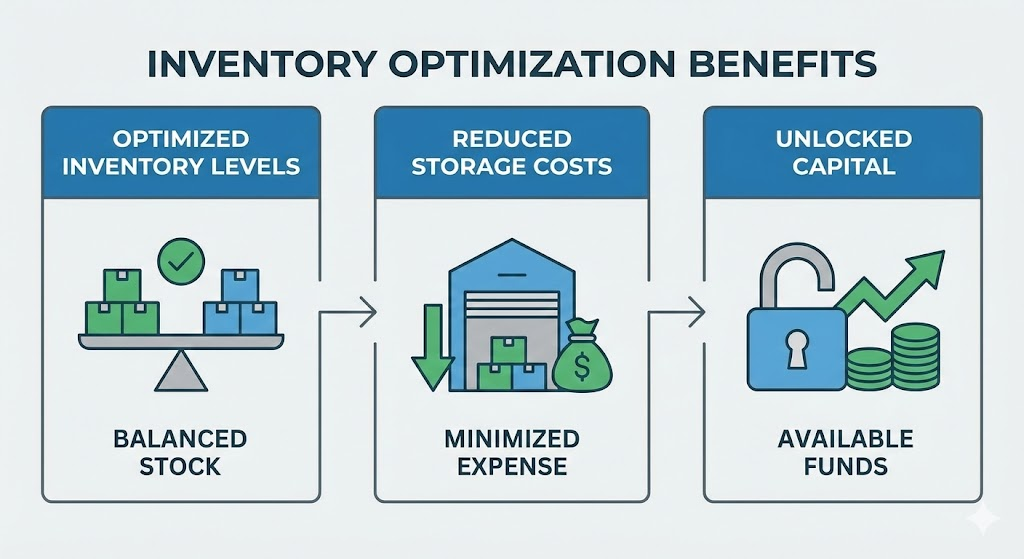 INVENTORY OPTIMIZATION BENEFITS
OPTIMIZED
INVENTORY LEVELS
BALANCED
STOCK
REDUCED
STORAGE COSTS
$
MINIMIZED
EXPENSE
UNLOCKED
CAPITAL
AVAILABLE
FUNDS